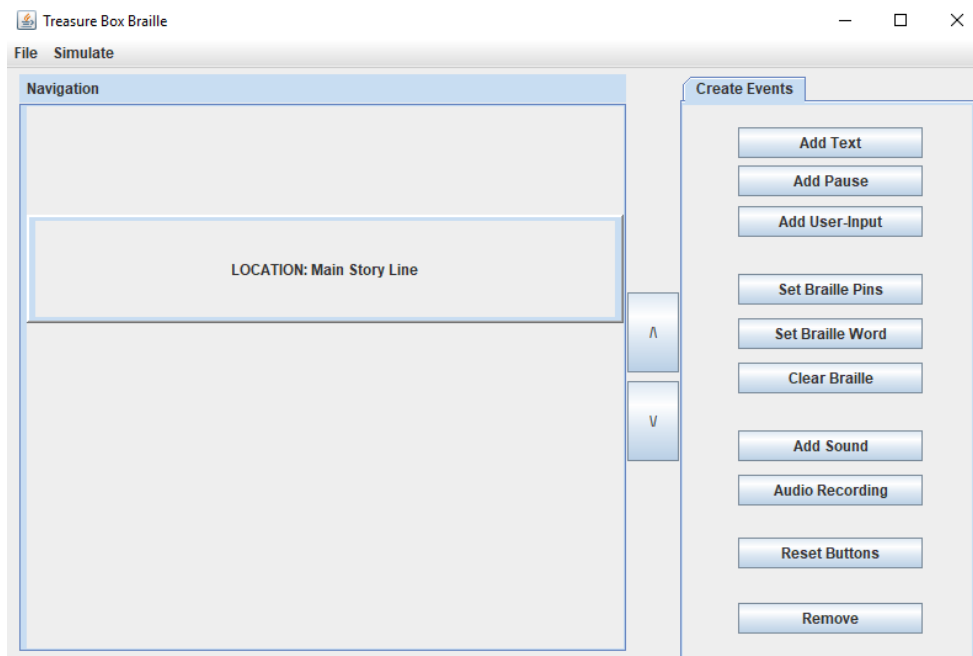 Treasure Box Braille
File Simulate
Navigation
LOCATION: Main Story Line
/\
\/
Create Events
Add Text
Add Pause
Add User-Input
Set Braille Pins
Set Braille Word
Clear Braille
Add Sound
Audio Recording
Reset Buttons
Remove